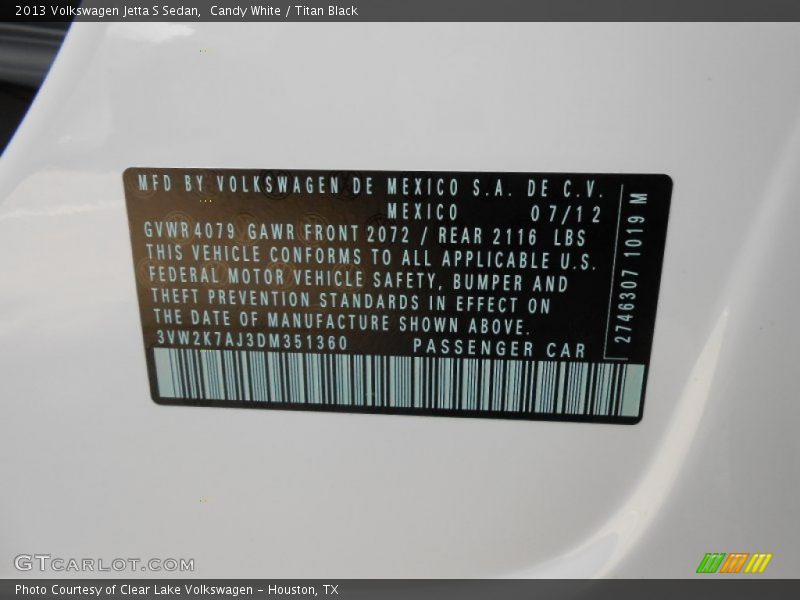 2013 Volkswagen Jetta S Sedan, Candy White / Titan Black
MFD BY VOLKSWAGEN DE MEXICO S.A. DE C.V.
MEXICO 07/12
GVWR 4079 GAWR FRONT 2072 / REAR 2116 LBS
THIS VEHICLE CONFORMS TO ALL APPLICABLE U.S.
FEDERAL MOTOR VEHICLE SAFETY, BUMPER AND
THEFT PREVENTION STANDARDS IN EFFECT ON
THE DATE OF MANUFACTURE SHOWN ABOVE.
3VW2K7AJ3DM351360 PASSENGER CAR
2746307 1019 M
GTCARLOT.COM
Photo Courtesy of Clear Lake Volkswagen - Houston, TX